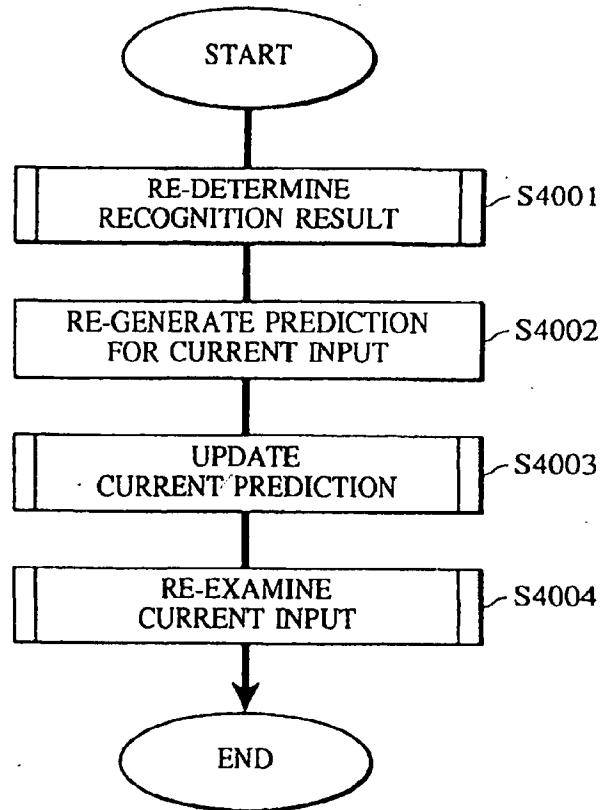 START
RE-DETERMINE
RECOGNITION RESULT
S4001
RE-GENERATE PREDICTION
FOR CURRENT INPUT
S4002
UPDATE
CURRENT PREDICTION
S4003
RE-EXAMINE
CURRENT INPUT
S4004
END